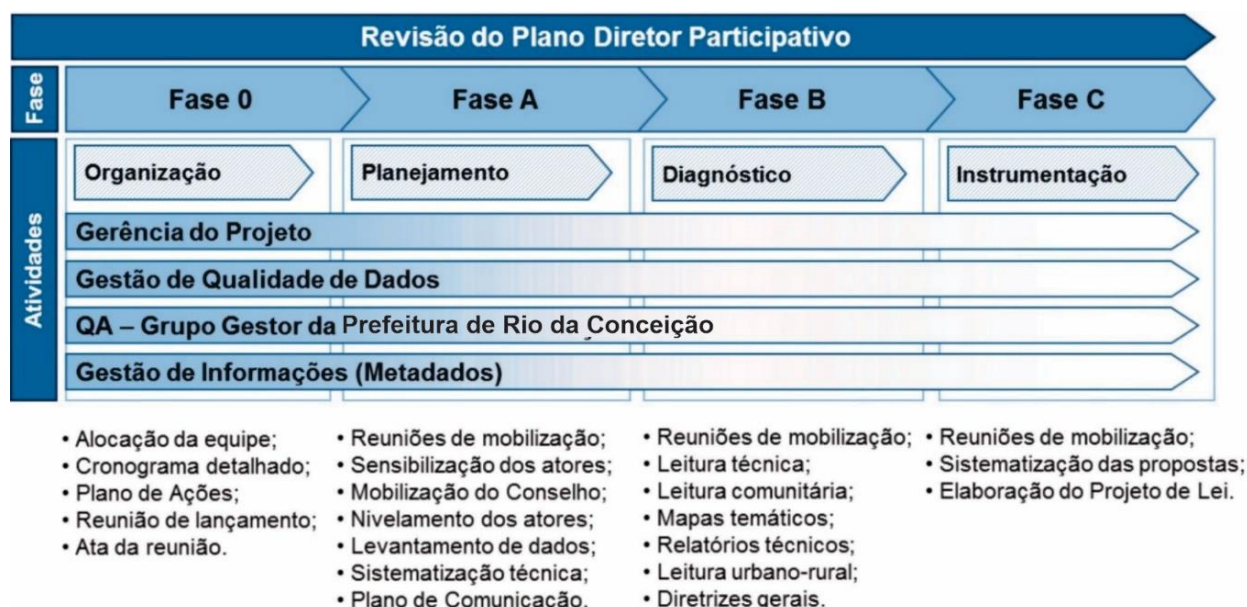 Revisão do Plano Diretor Participativo
Fase
Fase 0
Fase A
Fase B
Fase C
Atividades
Organização
Planejamento
Diagnóstico
Instrumentação
Gerência do Projeto
Gestão de Qualidade de Dados
QA – Grupo Gestor da Prefeitura de Rio da Conceição
Gestão de Informações (Metadados)
• Alocação da equipe;
• Cronograma detalhado;
• Plano de Ações;
• Reunião de lançamento;
• Ata da reunião.
• Reuniões de mobilização;
• Sensibilização dos atores;
• Mobilização do Conselho;
• Nivelamento dos atores;
• Levantamento de dados;
• Sistematização técnica;
• Plano de Comunicação.
• Reuniões de mobilização;
• Leitura técnica;
• Leitura comunitária;
• Mapas temáticos;
• Relatórios técnicos;
• Leitura urbano-rural;
• Diretrizes gerais.
• Reuniões de mobilização;
• Sistematização das propostas;
• Elaboração do Projeto de Lei.